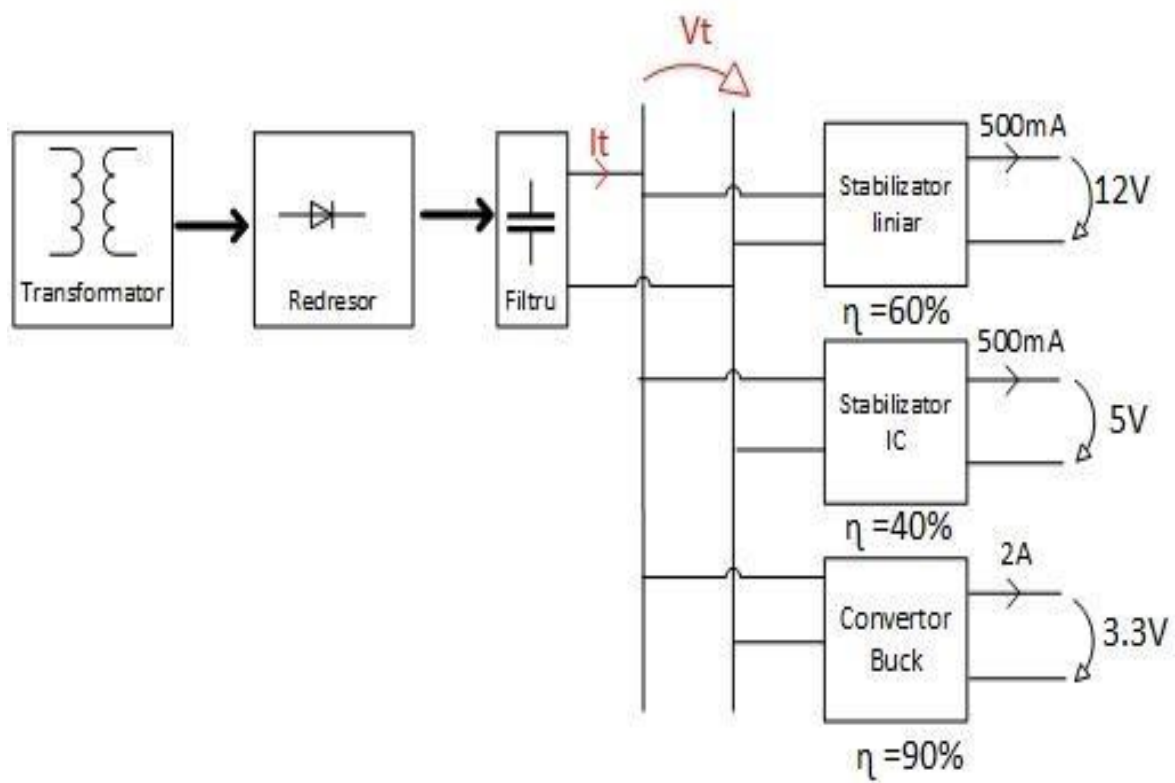 Vt
It
Transformator
Redresor
Filtru
Stabilizator
liniar
500mA
12V
η =60%
Stabilizator
IC
500mA
5V
η =40%
Convertor
Buck
2A
3.3V
η =90%